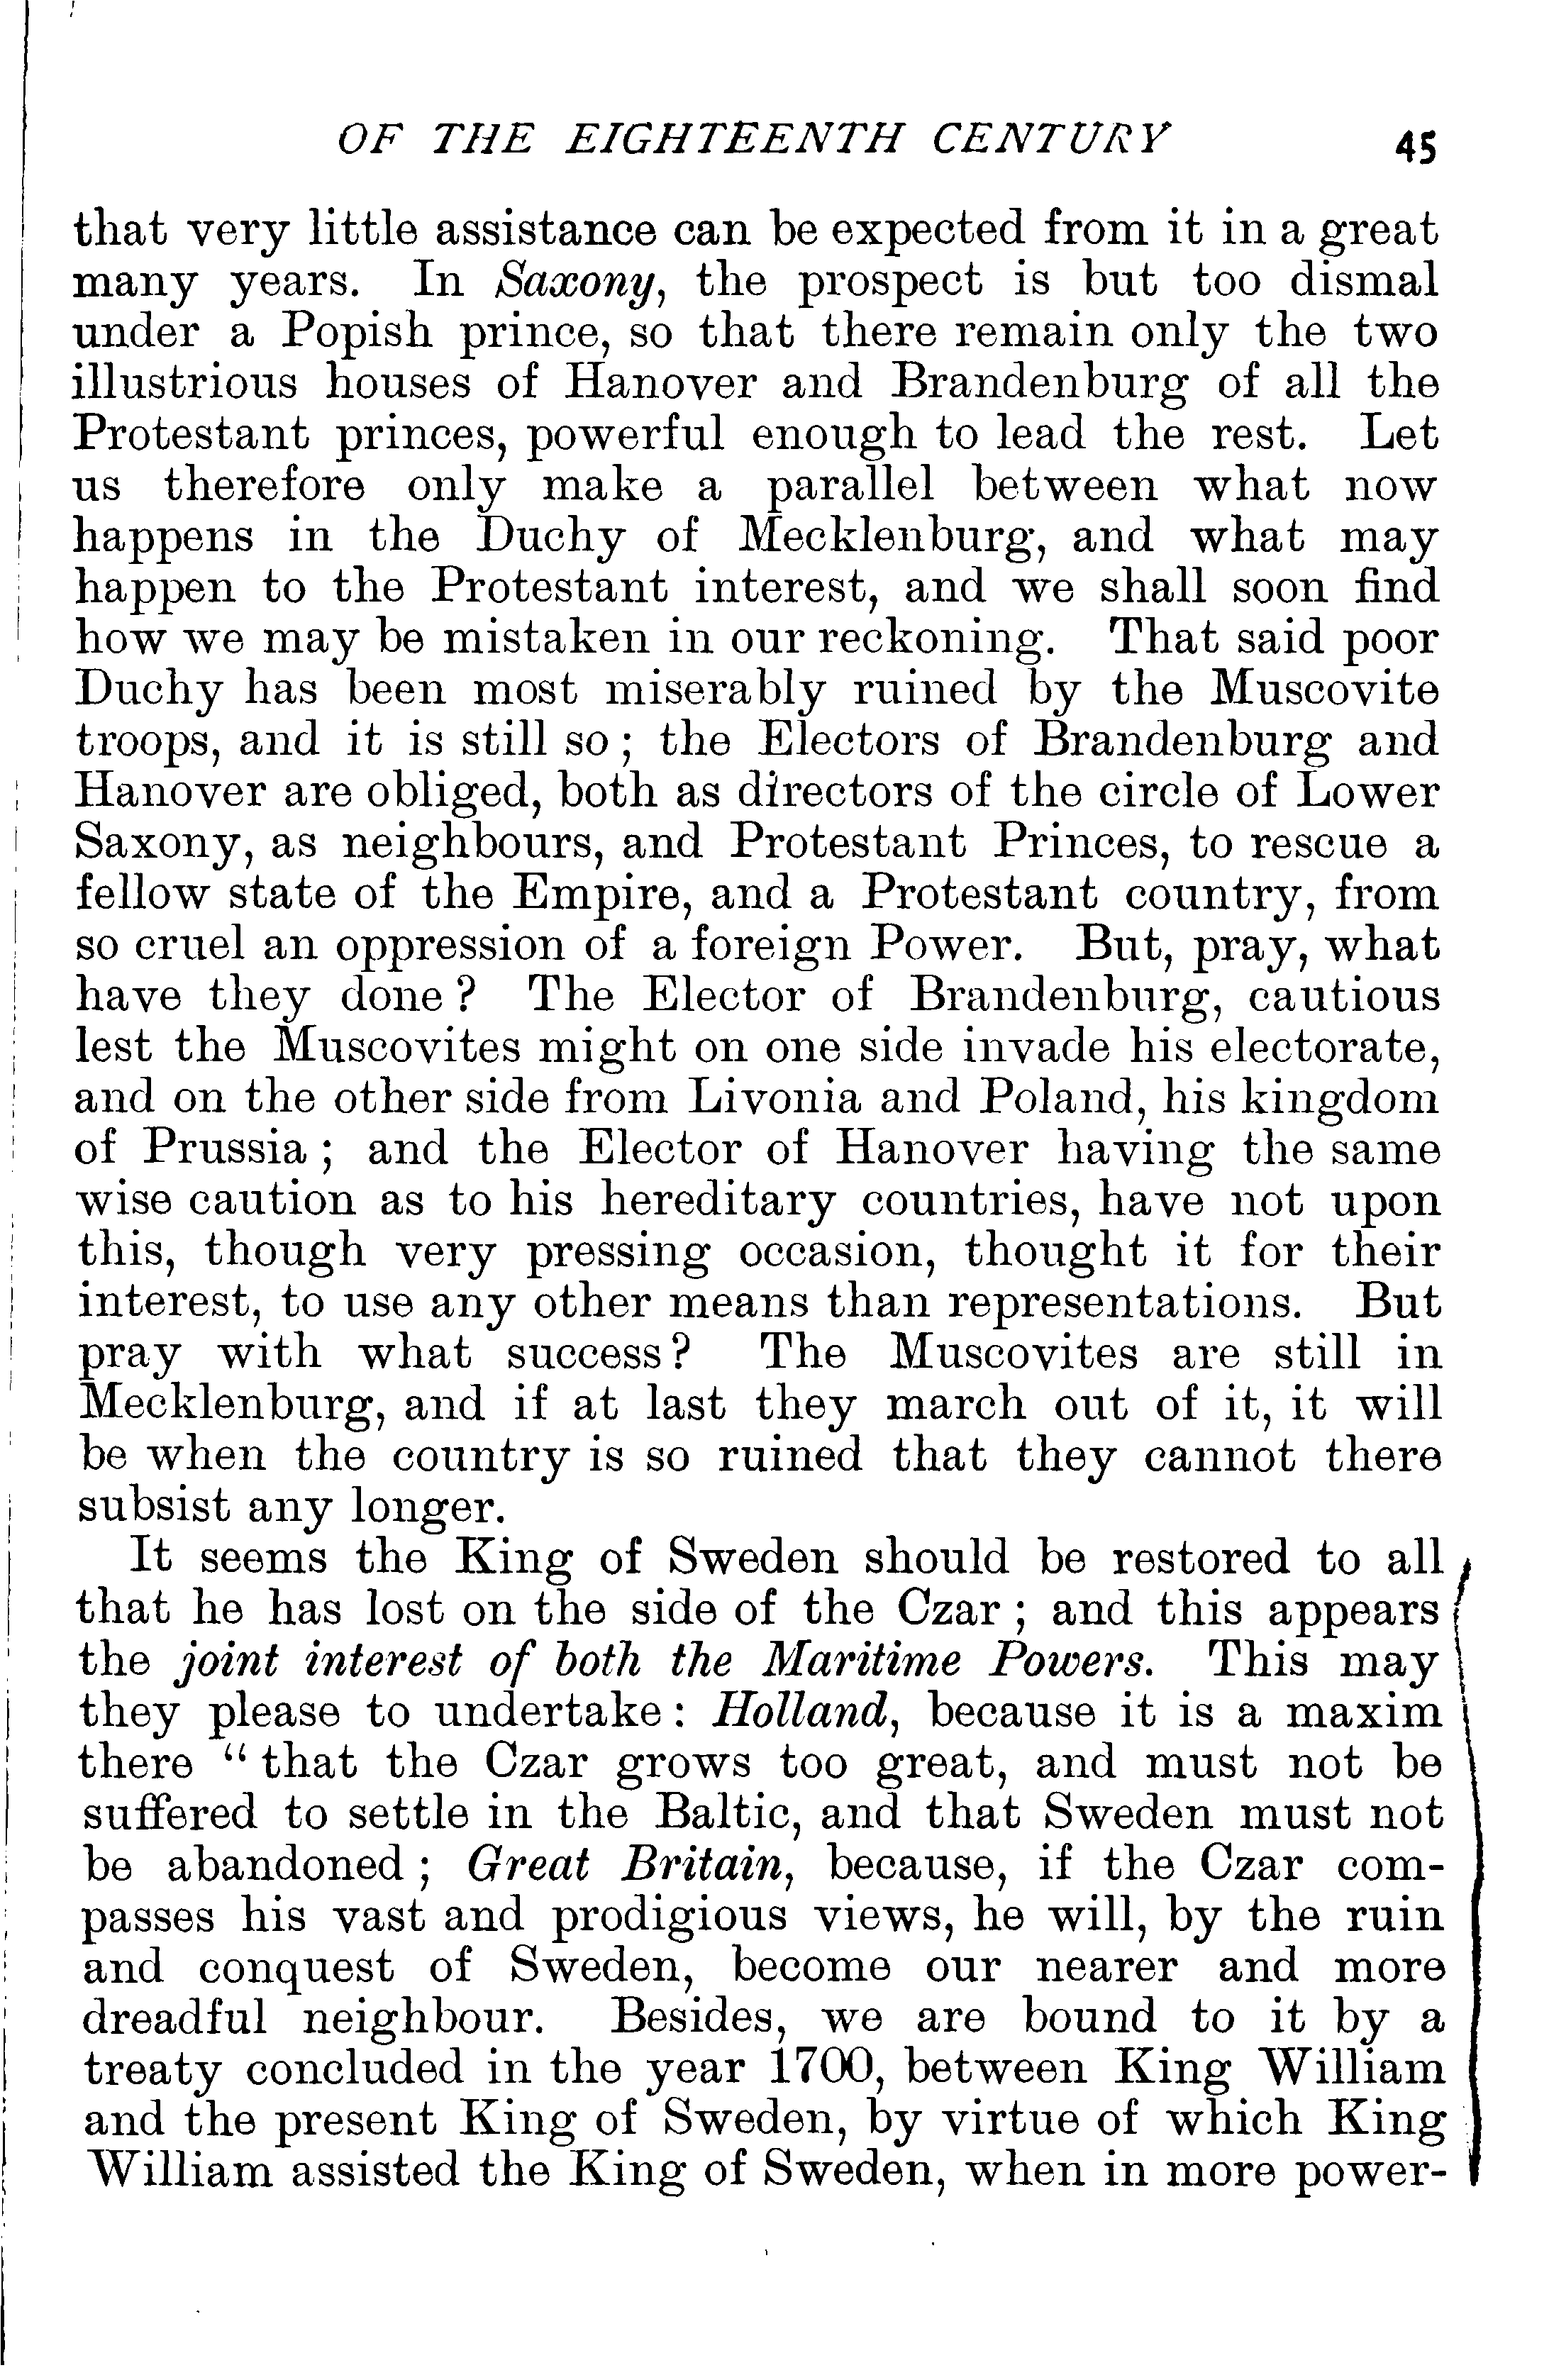 OF THE EIGHTEENTH CENTURY 45
that very little assistance can be expected from it in a great
many years. In Saxony, the prospect is but too dismal
under a Popish prince, so that there remain only the two
illustrious houses of Hanover and Brandenburg of all the
Protestant princes, powerful enough to lead the rest. Let
us therefore only make a parallel between what now
happens in the Duchy of Mecklenburg, and what may
happen to the Protestant interest, and we shall soon find
how we may be mistaken in our reckoning. That said poor
Duchy has been most miserably ruined by the Muscovite
troops, and it is still so; the Electors of Brandenburg and
Hanover are obliged, both as directors of the circle of Lower
Saxony, as neighbours, and Protestant Princes, to rescue a
fellow state of the Empire, and a Protestant country, from
so cruel an oppression of a foreign Power. But, pray, what
have they done? The Elector of Brandenburg, cautious
lest the Muscovites might on one side invade his electorate,
and on the other side from Livonia and Poland, his kingdom
of Prussia; and the Elector of Hanover having the same
wise caution as to his hereditary countries, have not upon
this, though very pressing occasion, thought it for their
interest, to use any other means than representations. But
pray with what success? The Muscovites are still in
Mecklenburg, and if at last they march out of it, it will
be when the country is so ruined that they cannot there
subsist any longer.
It seems the King of Sweden should be restored to all
that he has lost on the side of the Czar; and this appears
the joint interest of both the Maritime Powers. This may
they please to undertake: Holland, because it is a maxim
there "that the Czar grows too great, and must not be
suffered to settle in the Baltic, and that Sweden must not
be abandoned; Great Britain, because, if the Czar com-
passes his vast and prodigious views, he will, by the ruin
and conquest of Sweden, become our nearer and more
dreadful neighbour. Besides, we are bound to it by a
treaty concluded in the year 1700, between King William
and the present King of Sweden, by virtue of which King
William assisted the King of Sweden, when in more power-